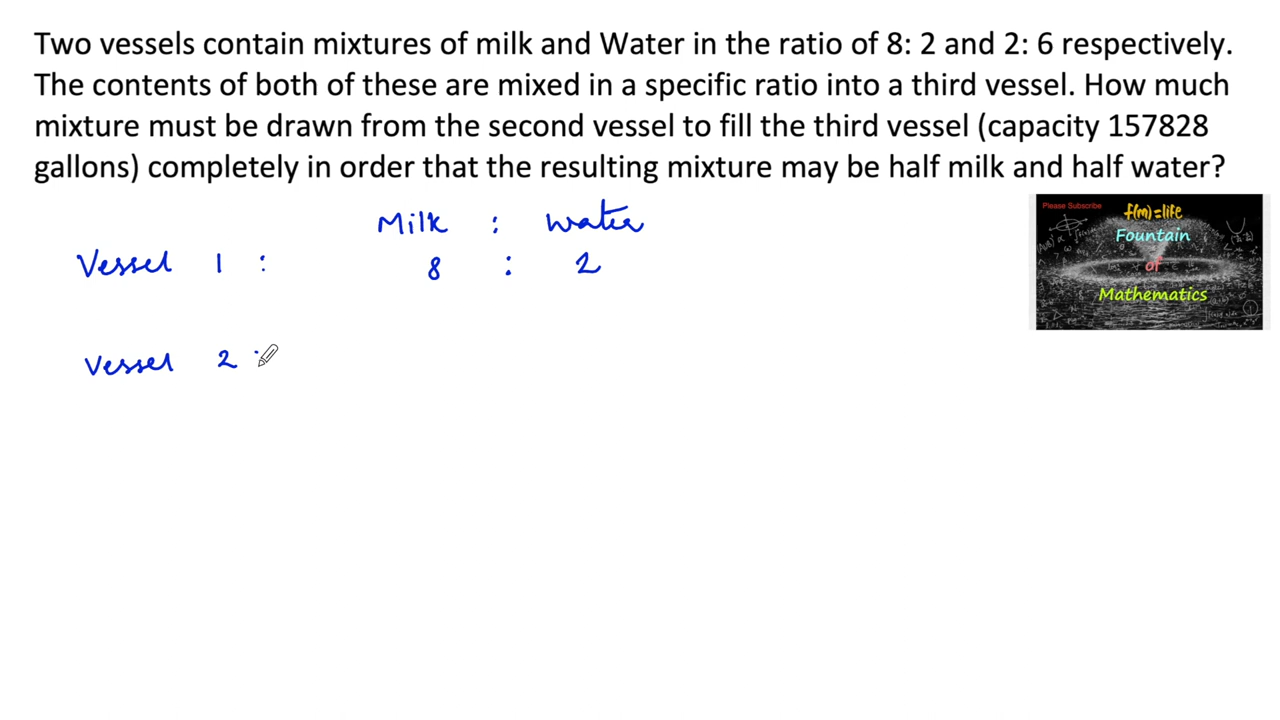 Two vessels contain mixtures of milk and Water in the ratio of 8: 2 and 2: 6 respectively.
The contents of both of these are mixed in a specific ratio into a third vessel. How much
mixture must be drawn from the second vessel to fill the third vessel (capacity 157828
gallons) completely in order that the resulting mixture may be half milk and half water?
Please Subscribe
f(m)=life
Fountain
of
Mathematics
Milk : Water
Vessel 1 : 8 : 2
Vessel 2 :